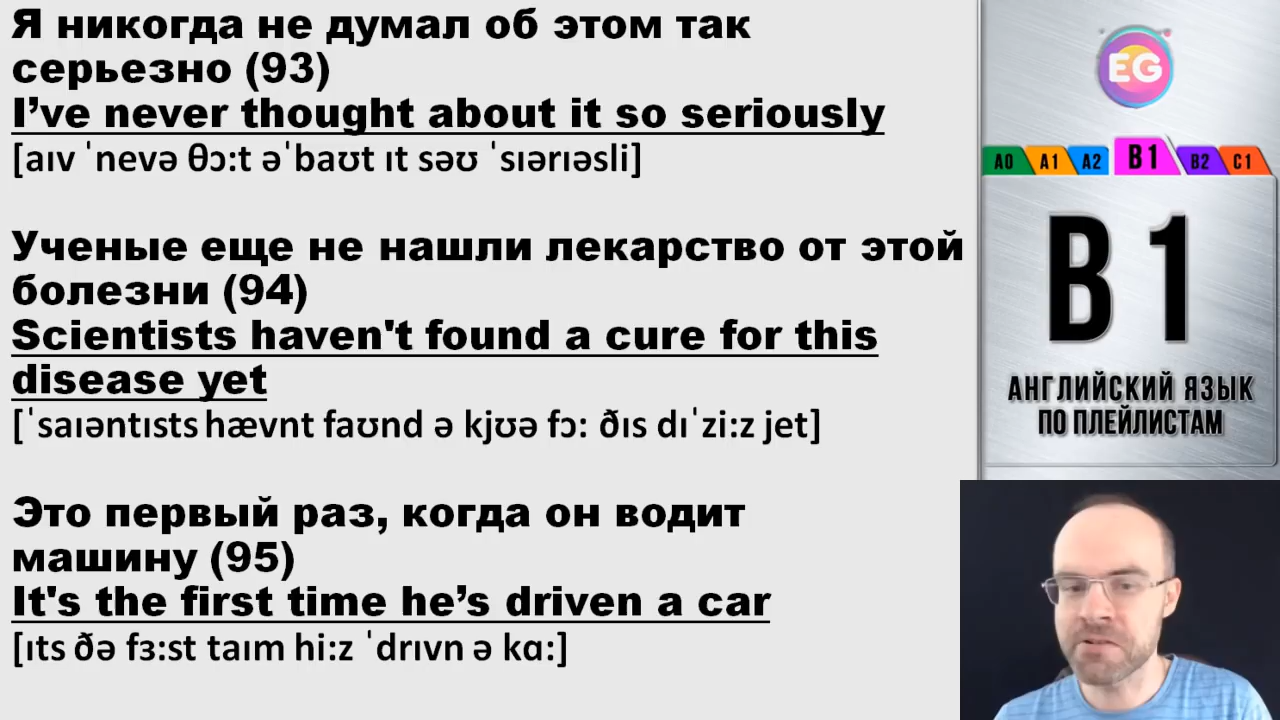 Я никогда не думал об этом так
серьезно (93)
I’ve never thought about it so seriously
[aɪv ˈnevə θɔ:t əˈbaʊt ɪt səʊ ˈsɪərɪəsli]
Ученые еще не нашли лекарство от этой
болезни (94)
Scientists haven't found a cure for this
disease yet
[ˈsaɪəntɪsts hævnt faʊnd ə kjʊə fɔ: ðɪs dɪˈzi:z jet]
Это первый раз, когда он водит
машину (95)
It's the first time he’s driven a car
[ɪts ðə fɜ:st taɪm hi:z ˈdrɪvn ə kɑ:]
EG
A0 A1 A2 B1 B2 C1
B1
АНГЛИЙСКИЙ ЯЗЫК
ПО ПЛЕЙЛИСТАМ